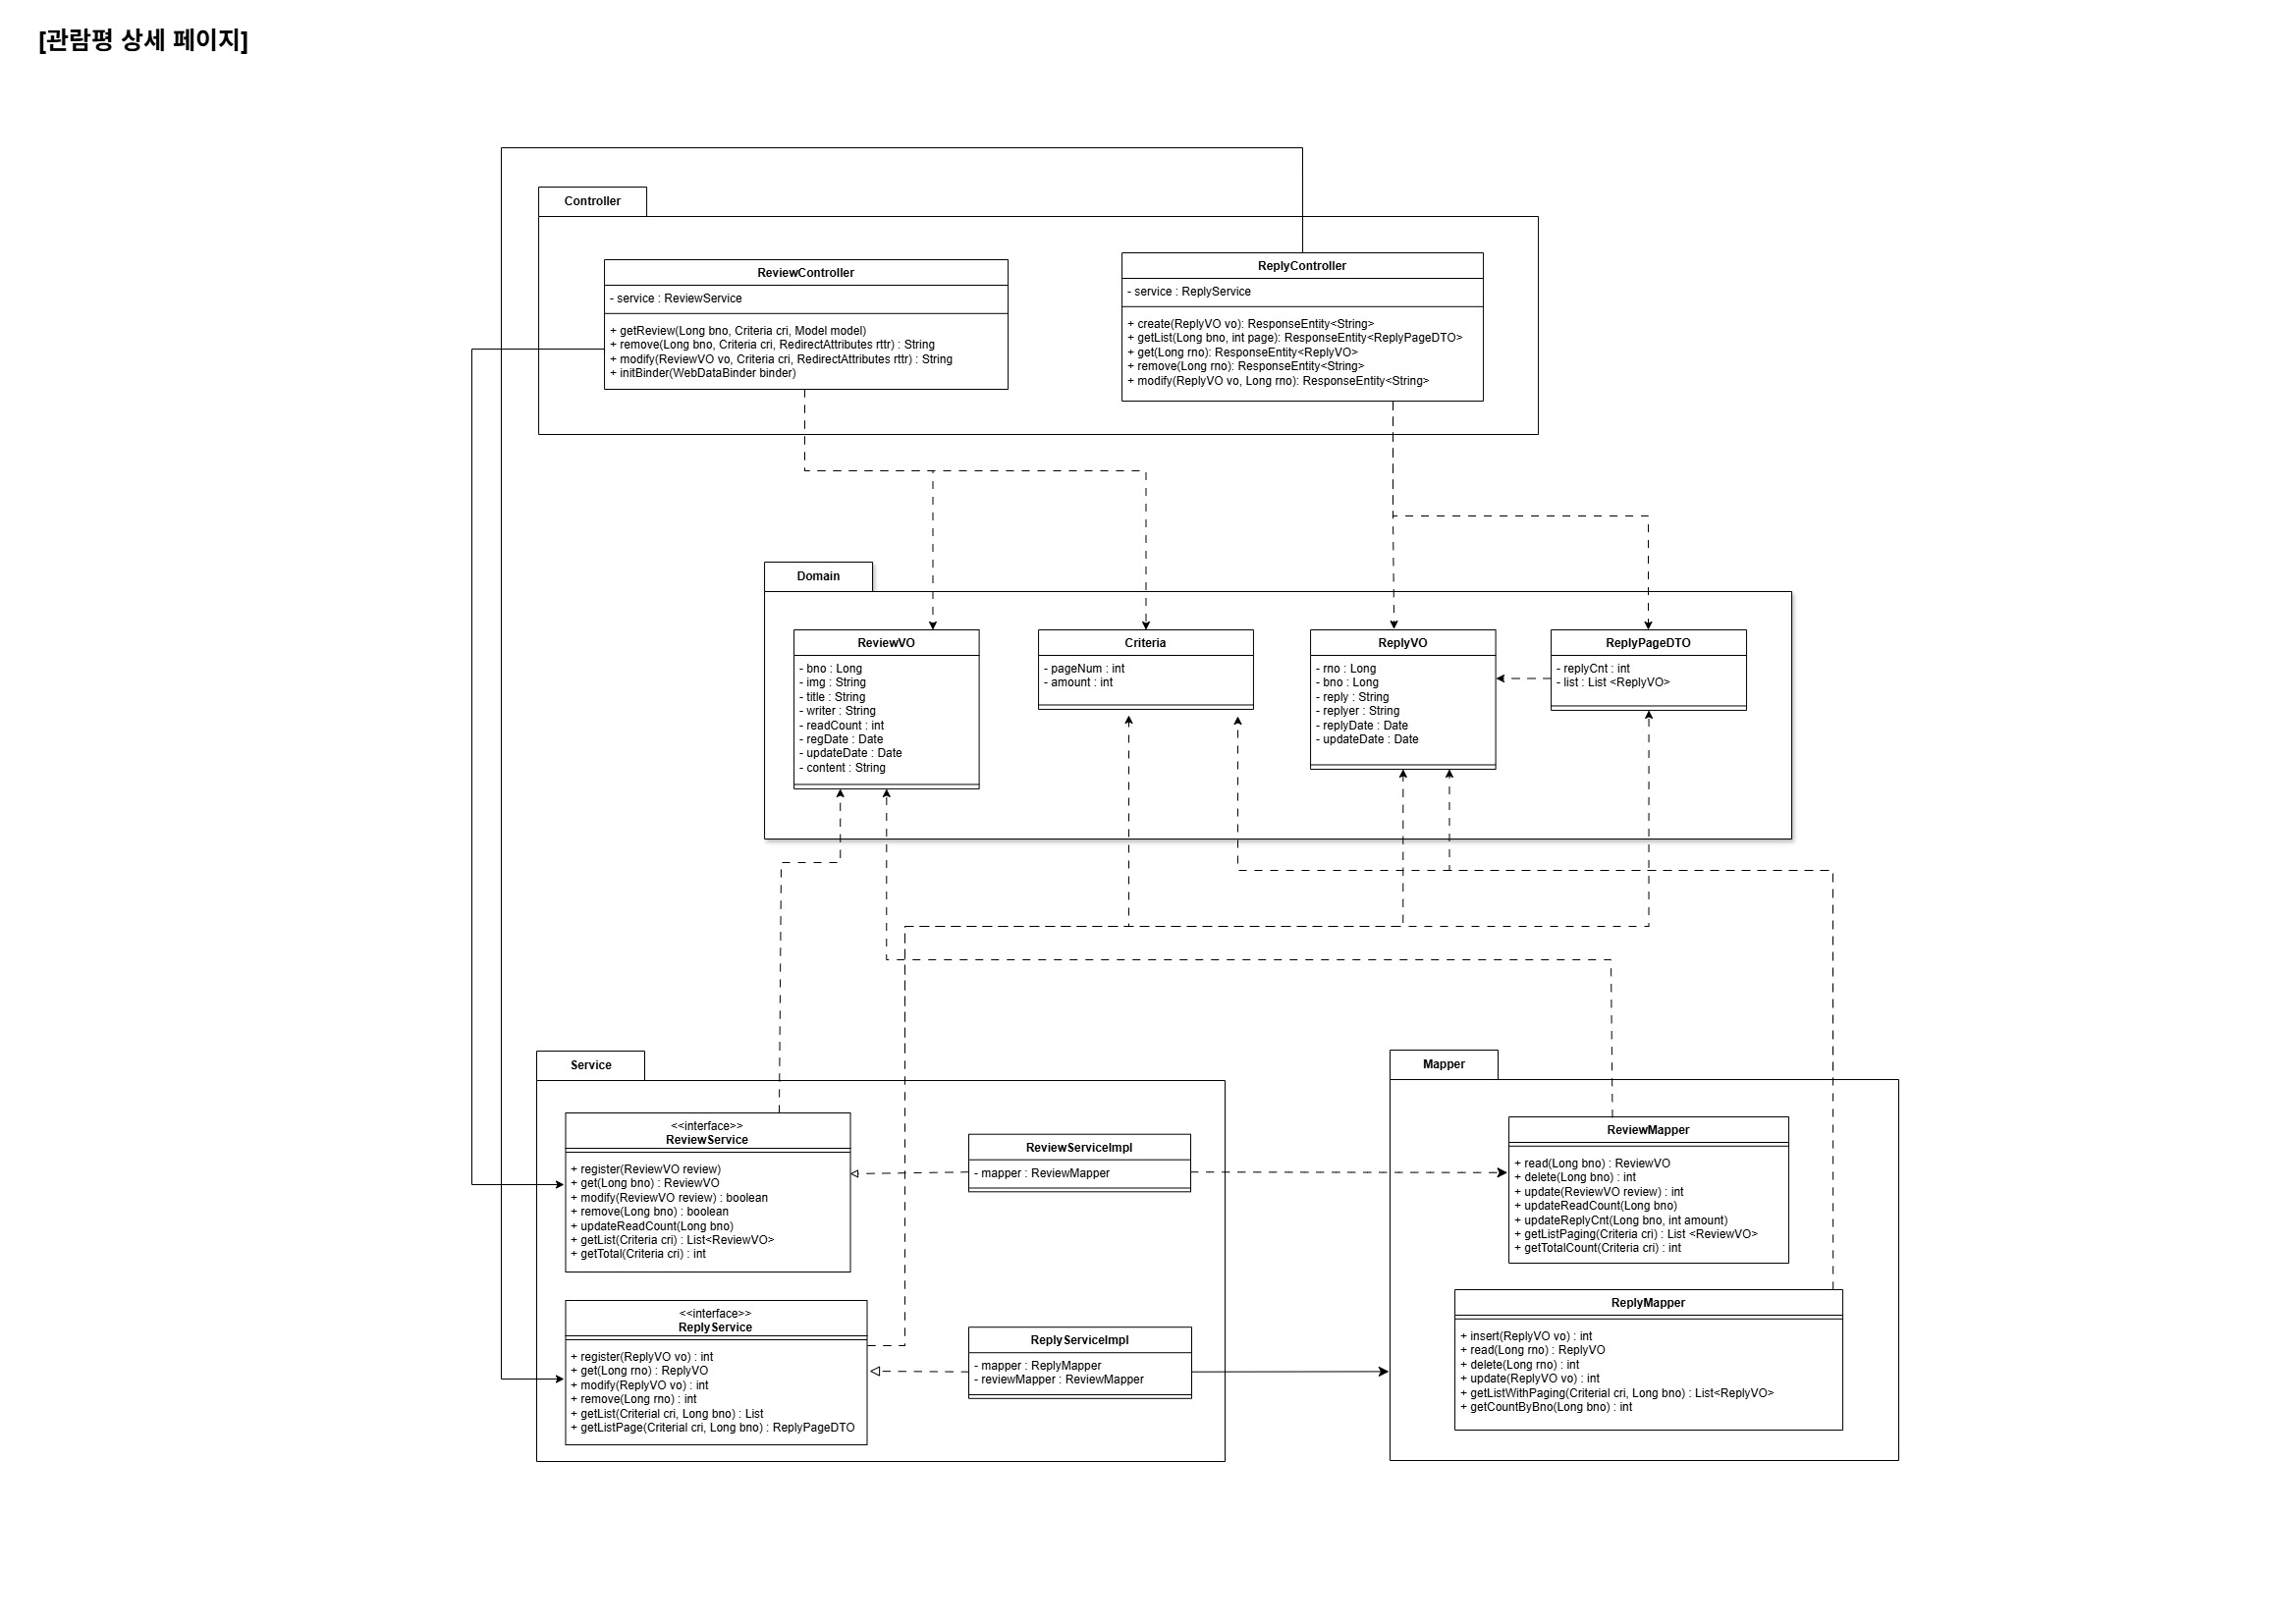 [관람평 상세 페이지]
Controller
ReviewController
- service : ReviewService
+ getReview(Long bno, Criteria cri, Model model)
+ remove(Long bno, Criteria cri, RedirectAttributes rttr) : String
+ modify(ReviewVO vo, Criteria cri, RedirectAttributes rttr) : String
+ initBinder(WebDataBinder binder)
ReplyController
- service : ReplyService
+ create(ReplyVO vo): ResponseEntity<String>
+ getList(Long bno, int page): ResponseEntity<ReplyPageDTO>
+ get(Long rno): ResponseEntity<ReplyVO>
+ remove(Long rno): ResponseEntity<String>
+ modify(ReplyVO vo, Long rno): ResponseEntity<String>
Domain
ReviewVO
- bno : Long
- img : String
- title : String
- writer : String
- readCount : int
- regDate : Date
- updateDate : Date
- content : String
Criteria
- pageNum : int
- amount : int
ReplyVO
- rno : Long
- bno : Long
- reply : String
- replyer : String
- replyDate : Date
- updateDate : Date
ReplyPageDTO
- replyCnt : int
- list : List <ReplyVO>
Service
<<interface>>
ReviewService
+ register(ReviewVO review)
+ get(Long bno) : ReviewVO
+ modify(ReviewVO review) : boolean
+ remove(Long bno) : boolean
+ updateReadCount(Long bno)
+ getList(Criteria cri) : List<ReviewVO>
+ getTotal(Criteria cri) : int
ReviewServiceImpl
- mapper : ReviewMapper
<<interface>>
ReplyService
+ register(ReplyVO vo) : int
+ get(Long rno) : ReplyVO
+ modify(ReplyVO vo) : int
+ remove(Long rno) : int
+ getList(Criterial cri, Long bno) : List
+ getListPage(Criterial cri, Long bno) : ReplyPageDTO
ReplyServiceImpl
- mapper : ReplyMapper
- reviewMapper : ReviewMapper
Mapper
ReviewMapper
+ read(Long bno) : ReviewVO
+ delete(Long bno) : int
+ update(ReviewVO review) : int
+ updateReadCount(Long bno)
+ updateReplyCnt(Long bno, int amount)
+ getListPaging(Criteria cri) : List <ReviewVO>
+ getTotalCount(Criteria cri) : int
ReplyMapper
+ insert(ReplyVO vo) : int
+ read(Long rno) : ReplyVO
+ delete(Long rno) : int
+ update(ReplyVO vo) : int
+ getListWithPaging(Criterial cri, Long bno) : List<ReplyVO>
+ getCountByBno(Long bno) : int